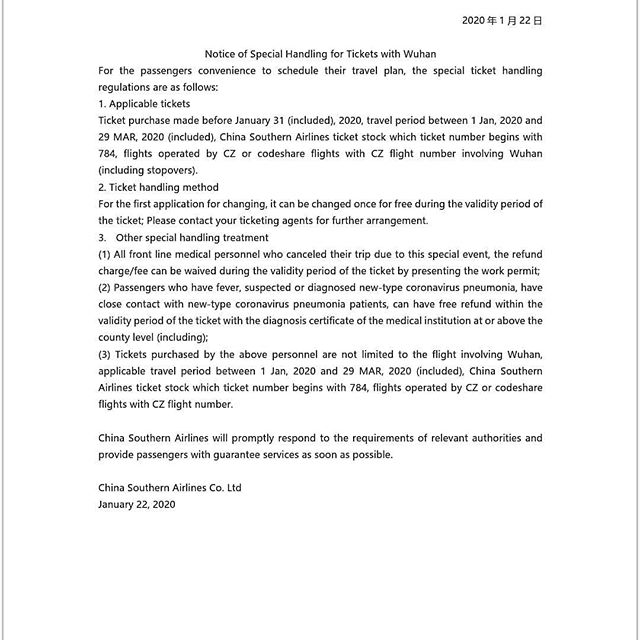 2020 年 1 月 22 日
Notice of Special Handling for Tickets with Wuhan
For the passengers convenience to schedule their travel plan, the special ticket handling
regulations are as follows:
1. Applicable tickets
Ticket purchase made before January 31 (included), 2020, travel period between 1 Jan, 2020 and
29 MAR, 2020 (included), China Southern Airlines ticket stock which ticket number begins with
784, flights operated by CZ or codeshare flights with CZ flight number involving Wuhan
(including stopovers).
2. Ticket handling method
For the first application for changing, it can be changed once for free during the validity period of
the ticket; Please contact your ticketing agents for further arrangement.
3. Other special handling treatment
(1) All front line medical personnel who canceled their trip due to this special event, the refund
charge/fee can be waived during the validity period of the ticket by presenting the work permit;
(2) Passengers who have fever, suspected or diagnosed new-type coronavirus pneumonia, have
close contact with new-type coronavirus pneumonia patients, can have free refund within the
validity period of the ticket with the diagnosis certificate of the medical institution at or above the
county level (including);
(3) Tickets purchased by the above personnel are not limited to the flight involving Wuhan,
applicable travel period between 1 Jan, 2020 and 29 MAR, 2020 (included), China Southern
Airlines ticket stock which ticket number begins with 784, flights operated by CZ or codeshare
flights with CZ flight number.
China Southern Airlines will promptly respond to the requirements of relevant authorities and
provide passengers with guarantee services as soon as possible.
China Southern Airlines Co. Ltd
January 22, 2020